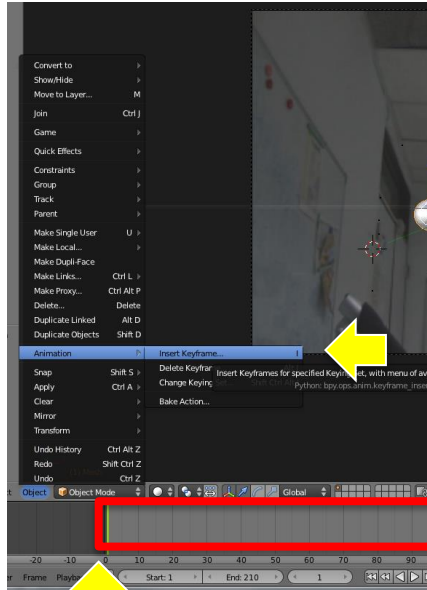 Convert to
Show/Hide
Move to Layer... M
Join Ctrl J
Game
Quick Effects
Constraints
Group
Track
Parent
Make Single User U
Make Local...
Make Dupli-Face
Make Links... Ctrl L
Make Proxy... Ctrl Alt P
Delete... Delete
Duplicate Linked Alt D
Duplicate Objects Shift D
Animation Insert Keyframe... I
Snap Shift S Delete
Insert Keyframes for specified Keying Set, with menu of
Apply Ctrl A Change Keying
Python: bpy.ops.anim.keyframe_inser
Clear Bake Action...
Mirror
Transform
Undo History Ctrl Alt Z
Redo Shift Ctrl Z
Undo Ctrl Z
Object Object Mode Global
-20 -10 0 10 20 30 40 50 60 70 80 90
Frame Start: 1 End: 210 1